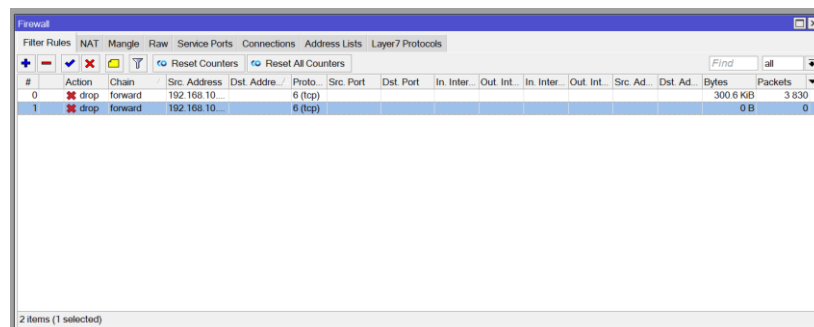 Firewall
Filter Rules NAT Mangle Raw Service Ports Connections Address Lists Layer7 Protocols
Reset Counters Reset All Counters Find all
# Action Chain Src. Address Dst. Addre... Proto... Src. Port Dst. Port In. Inter... Out. Int... In. Inter... Out. Int... Src. Ad... Dst. Ad... Bytes Packets
0 drop forward 192.168.10.... 6 (tcp) 300.6 KiB 3 830
1 drop forward 192.168.10.... 6 (tcp) 0 B 0
2 items (1 selected)